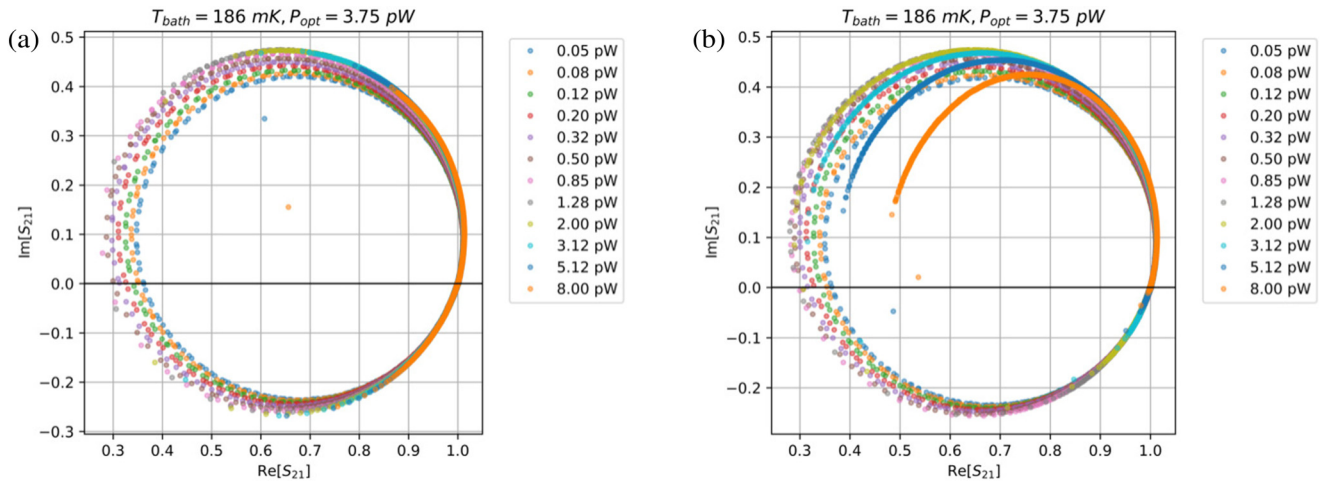 (a)
T_bath = 186 mK, P_opt = 3.75 pW
Im[S_21]
0.5
0.4
0.3
0.2
0.1
0.0
−0.1
−0.2
−0.3
0.3 0.4 0.5 0.6 0.7 0.8 0.9 1.0
Re[S_21]
0.05 pW
0.08 pW
0.12 pW
0.20 pW
0.32 pW
0.50 pW
0.85 pW
1.28 pW
2.00 pW
3.12 pW
5.12 pW
8.00 pW
(b)
T_bath = 186 mK, P_opt = 3.75 pW
Im[S_21]
0.5
0.4
0.3
0.2
0.1
0.0
−0.1
−0.2
0.3 0.4 0.5 0.6 0.7 0.8 0.9 1.0
Re[S_21]
0.05 pW
0.08 pW
0.12 pW
0.20 pW
0.32 pW
0.50 pW
0.85 pW
1.28 pW
2.00 pW
3.12 pW
5.12 pW
8.00 pW